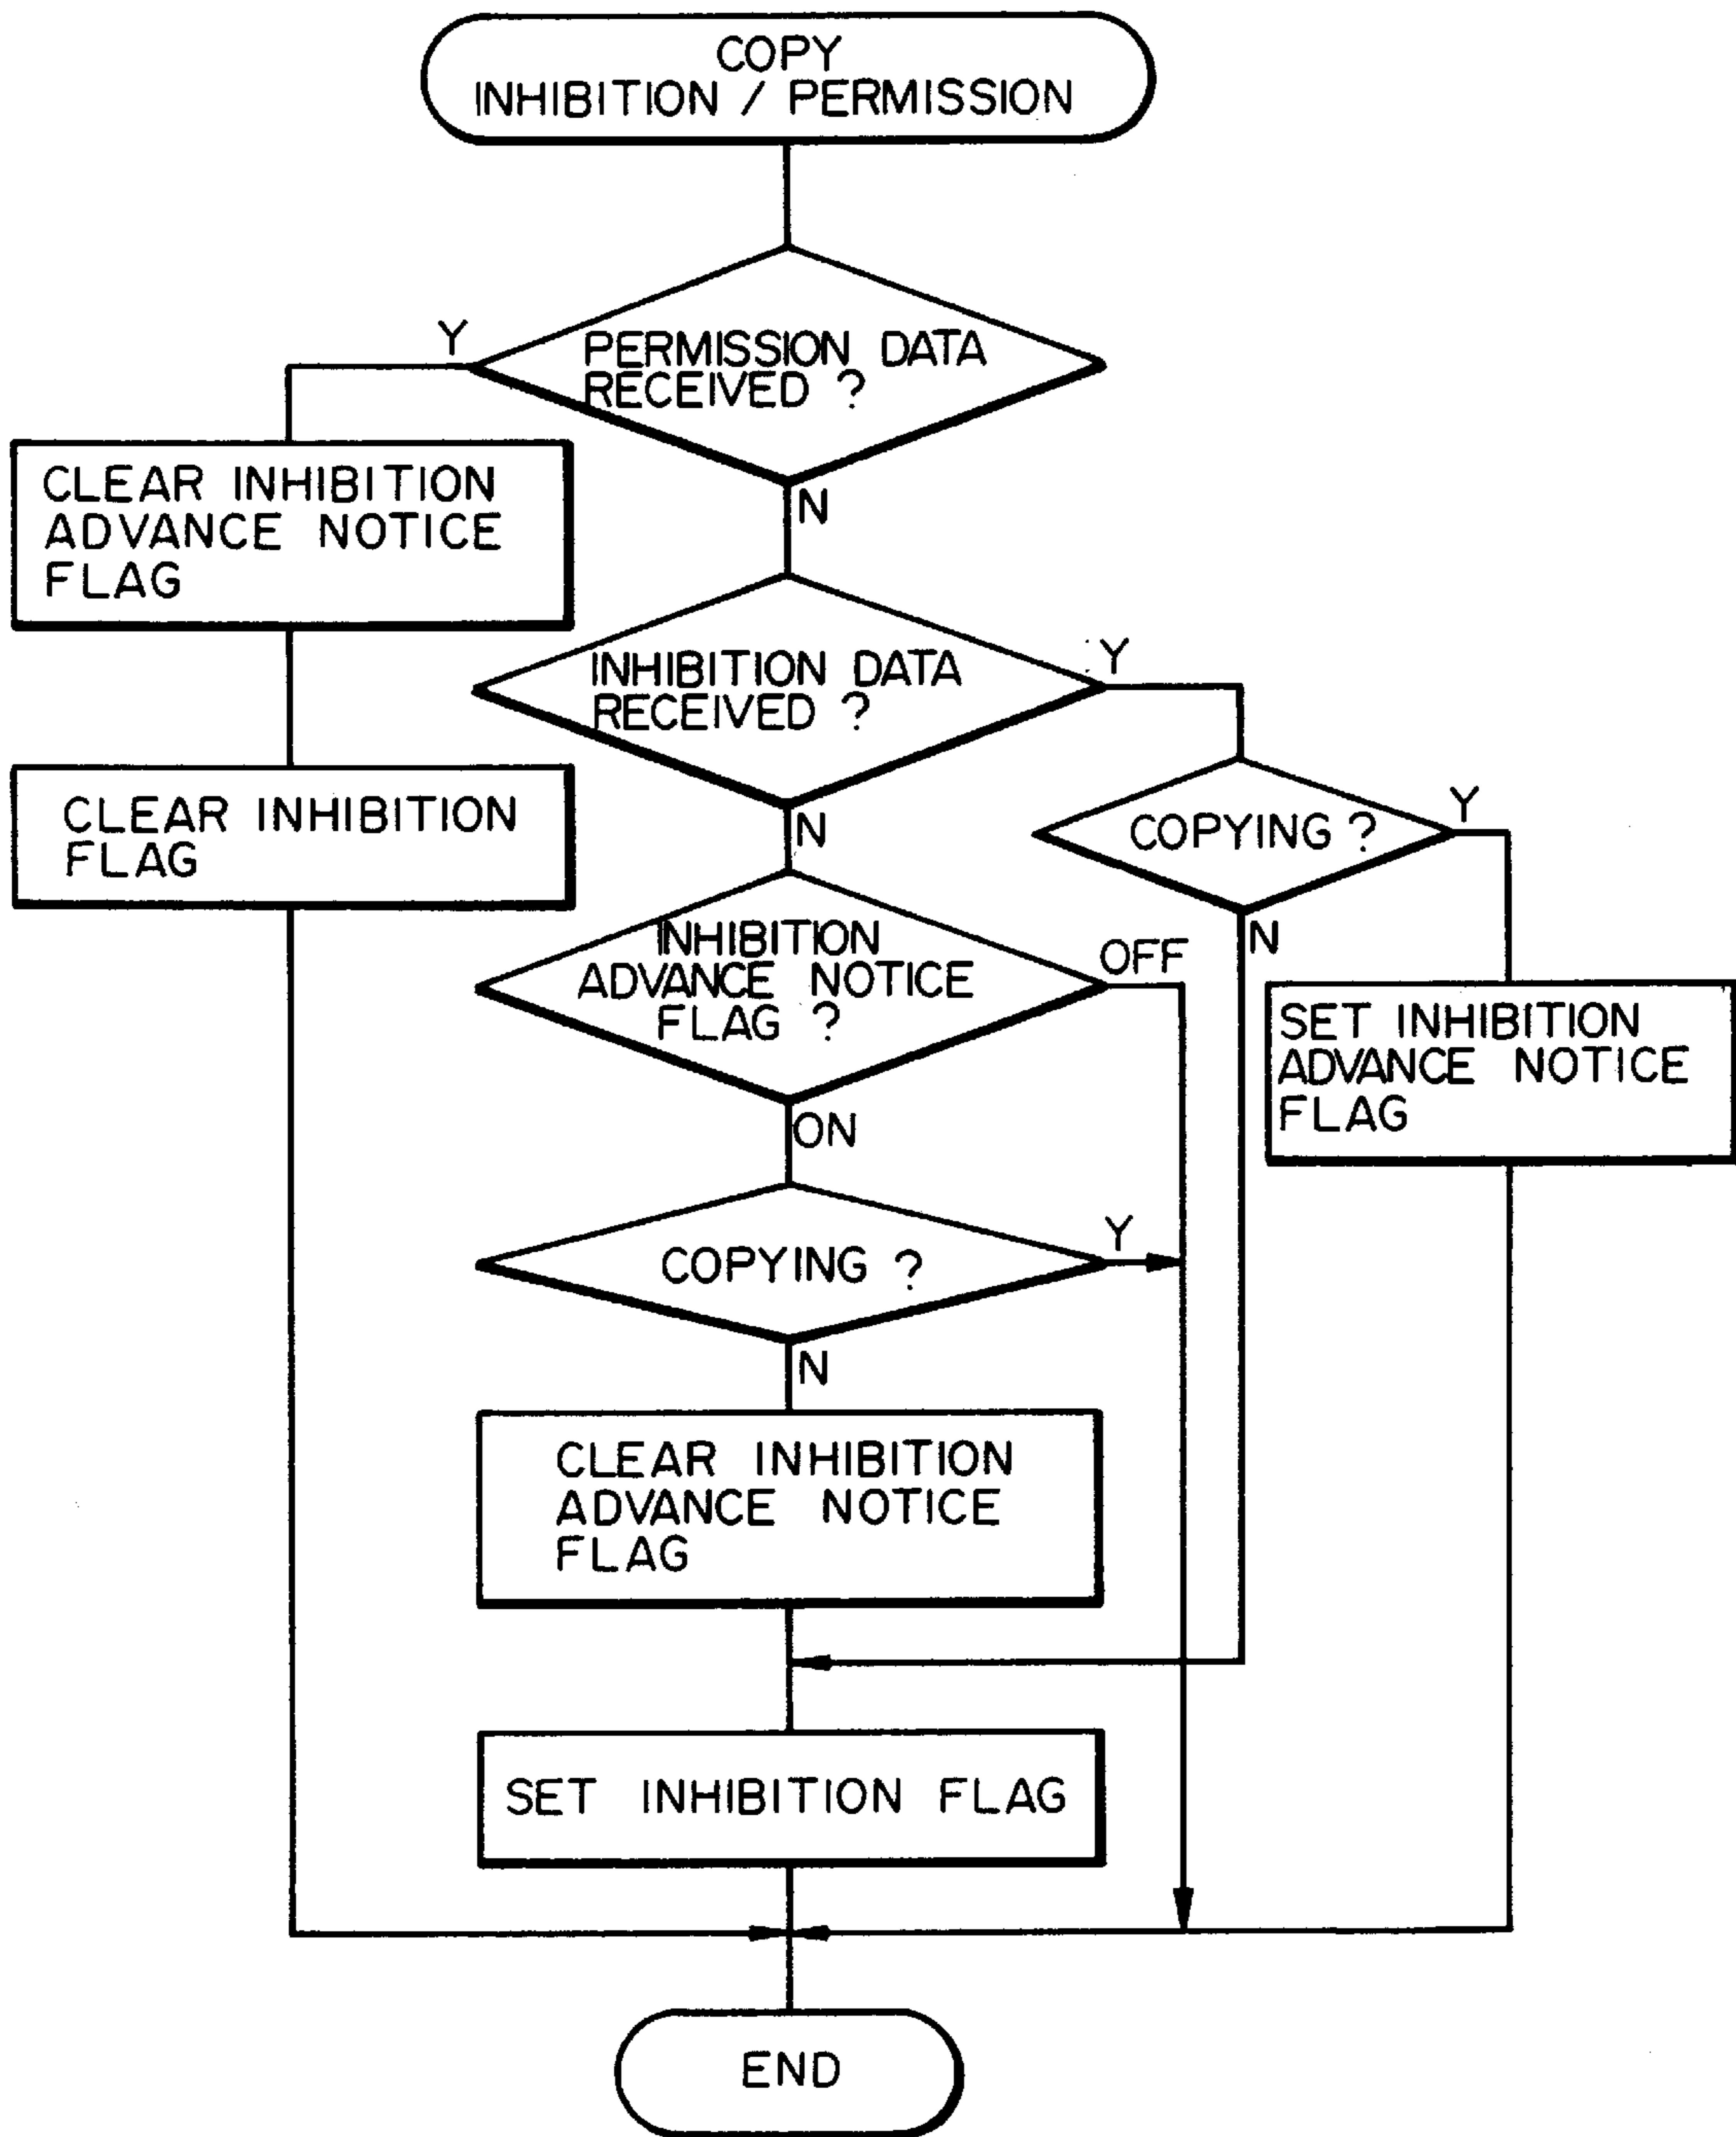 COPY
INHIBITION / PERMISSION
Y
PERMISSION DATA
RECEIVED ?
N
CLEAR INHIBITION
ADVANCE NOTICE
FLAG
INHIBITION DATA
RECEIVED ?
Y
N
CLEAR INHIBITION
FLAG
COPYING ?
Y
N
INHIBITION
ADVANCE NOTICE
FLAG ?
OFF
ON
SET INHIBITION
ADVANCE NOTICE
FLAG
COPYING ?
Y
N
CLEAR INHIBITION
ADVANCE NOTICE
FLAG
SET INHIBITION FLAG
END